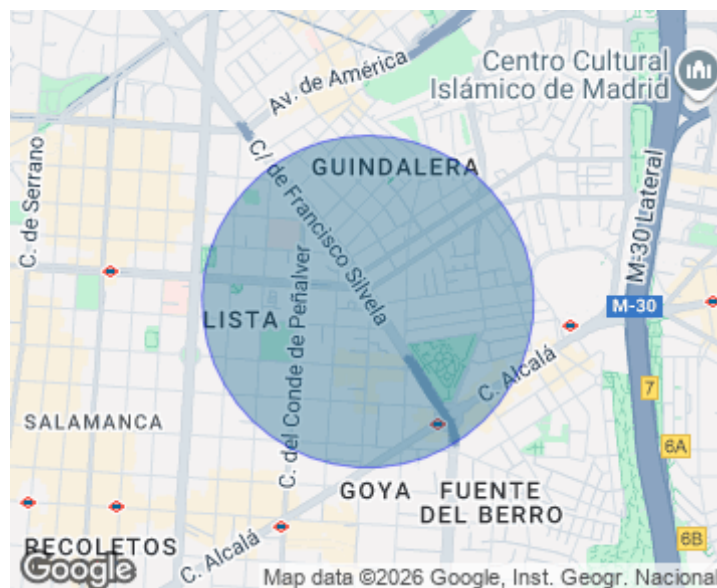 Centro Cultural
Islámico de Madrid
Av. de América
GUINDALERA
C. de Serrano
C/ de Francisco Silvela
M-30 Lateral
C. del Conde de Peñalver
LISTA
M-30
C. Alcalá
7
SALAMANCA
6A
GOYA
FUENTE
DEL BERRO
RECOLETOS
C. Alcalá
6B
Google
Map data ©2026 Google, Inst. Geogr. Nacional